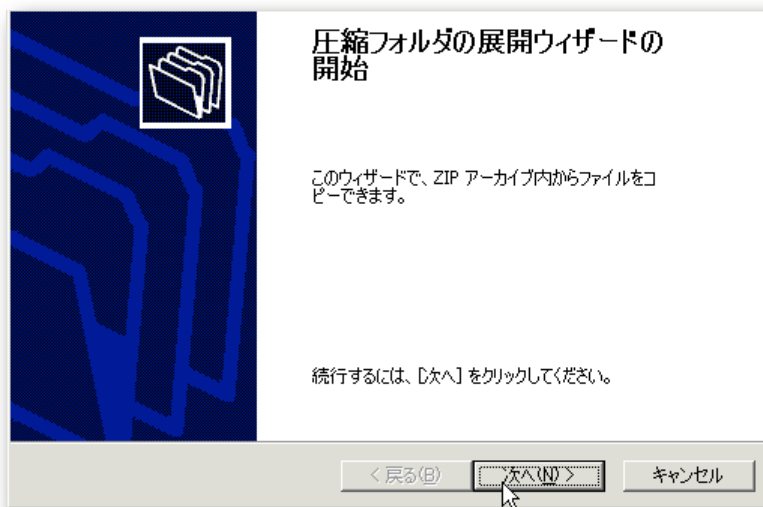 圧縮フォルダの展開ウィザードの
開始
このウィザードで、ZIP アーカイブ内からファイルをコ
ピーできます。
続行するには、[次へ] をクリックしてください。
< 戻る(B)
次へ(N) >
キャンセル